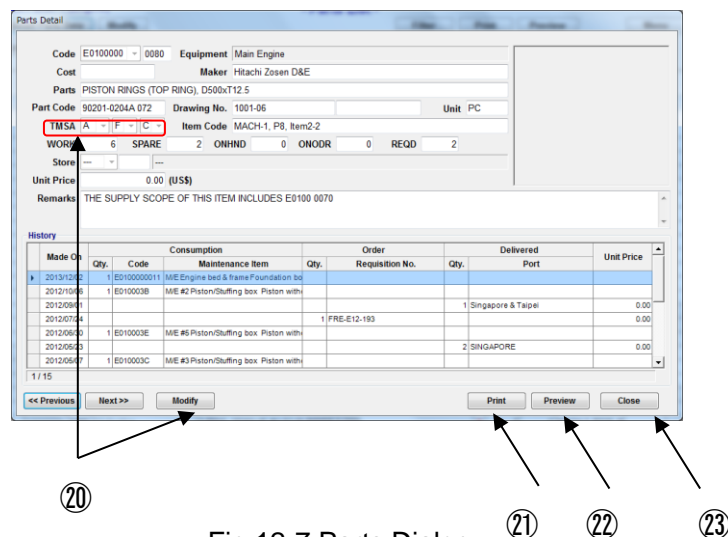 Parts Detail
Code E0100000 0080 Equipment Main Engine
Cost Maker Hitachi Zosen D&E
Parts PISTON RINGS (TOP RING), D500xT12.5
Part Code 90201-0204A 072 Drawing No. 1001-06 Unit PC
TMSA A F C Item Code MACH-1, P8, Item2-2
WORK 6 SPARE 2 ONHND 0 ONODR 0 REQD 2
Store --- ---
Unit Price 0.00 (US$)
Remarks THE SUPPLY SCOPE OF THIS ITEM INCLUDES E0100 0070
History
Made On Consumption Order Delivered Unit Price
Qty. Code Maintenance Item Qty. Requisition No. Qty. Port
2013/12/02 1 E0100000011 M/E Engine bed & frame Foundation bo
2012/10/06 1 E010003B M/E #2 Piston/Stuffing box Piston with
2012/09/01 1 Singapore & Taipei 0.00
2012/07/24 1 FRE-E12-193 0.00
2012/06/30 1 E010003E M/E #5 Piston/Stuffing box Piston with
2012/05/23 2 SINGAPORE 0.00
2012/05/07 1 E010003C M/E #3 Piston/Stuffing box Piston with
1 / 15
<< Previous Next >> Modify Print Preview Close
⑳ ㉑ ㉒ ㉓